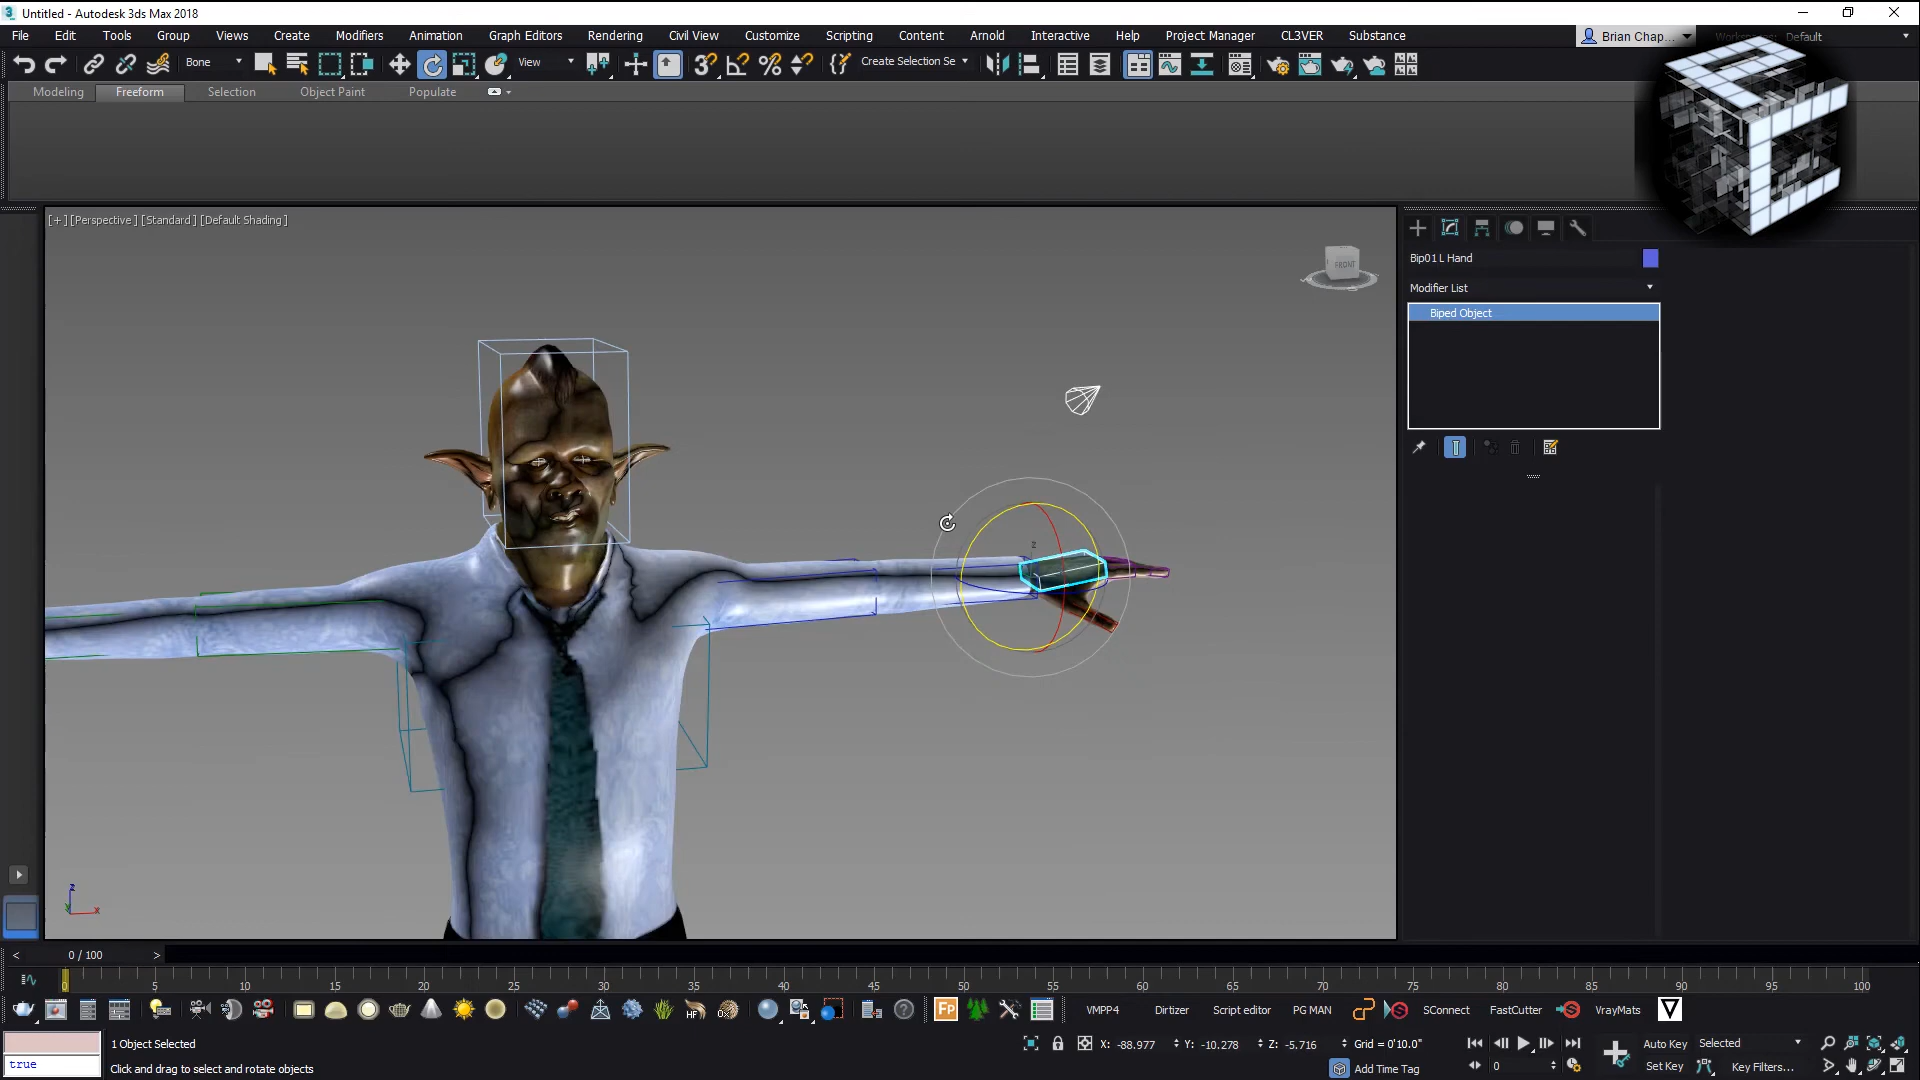 Untitled - Autodesk 3ds Max 2018
File Edit Tools Group Views Create Modifiers Animation Graph Editors Rendering Civil View Customize Scripting Content Arnold Interactive Help Project Manager CL3VER Substance Brian Chap... Default
Bone View Create Selection Se
Modeling Freeform Selection Object Paint Populate
[+] [Perspective] [Standard] [Default Shading]
FRONT
Bip01 L Hand
Modifier List
Biped Object
z
z
y
x
< 0 / 100 >
0 5 10 15 20 25 30 35 40 45 50 55 60 65 70 75 80 85 90 95 100
HF Fp VMPP4 Dirtizer Script editor PG MAN SConnect FastCutter VrayMats V
1 Object Selected X: -88.977 Y: -10.278 Z: -5.716 Grid = 0'10.0" Auto Key Selected
true Click and drag to select and rotate objects Add Time Tag 0 Set Key Key Filters...